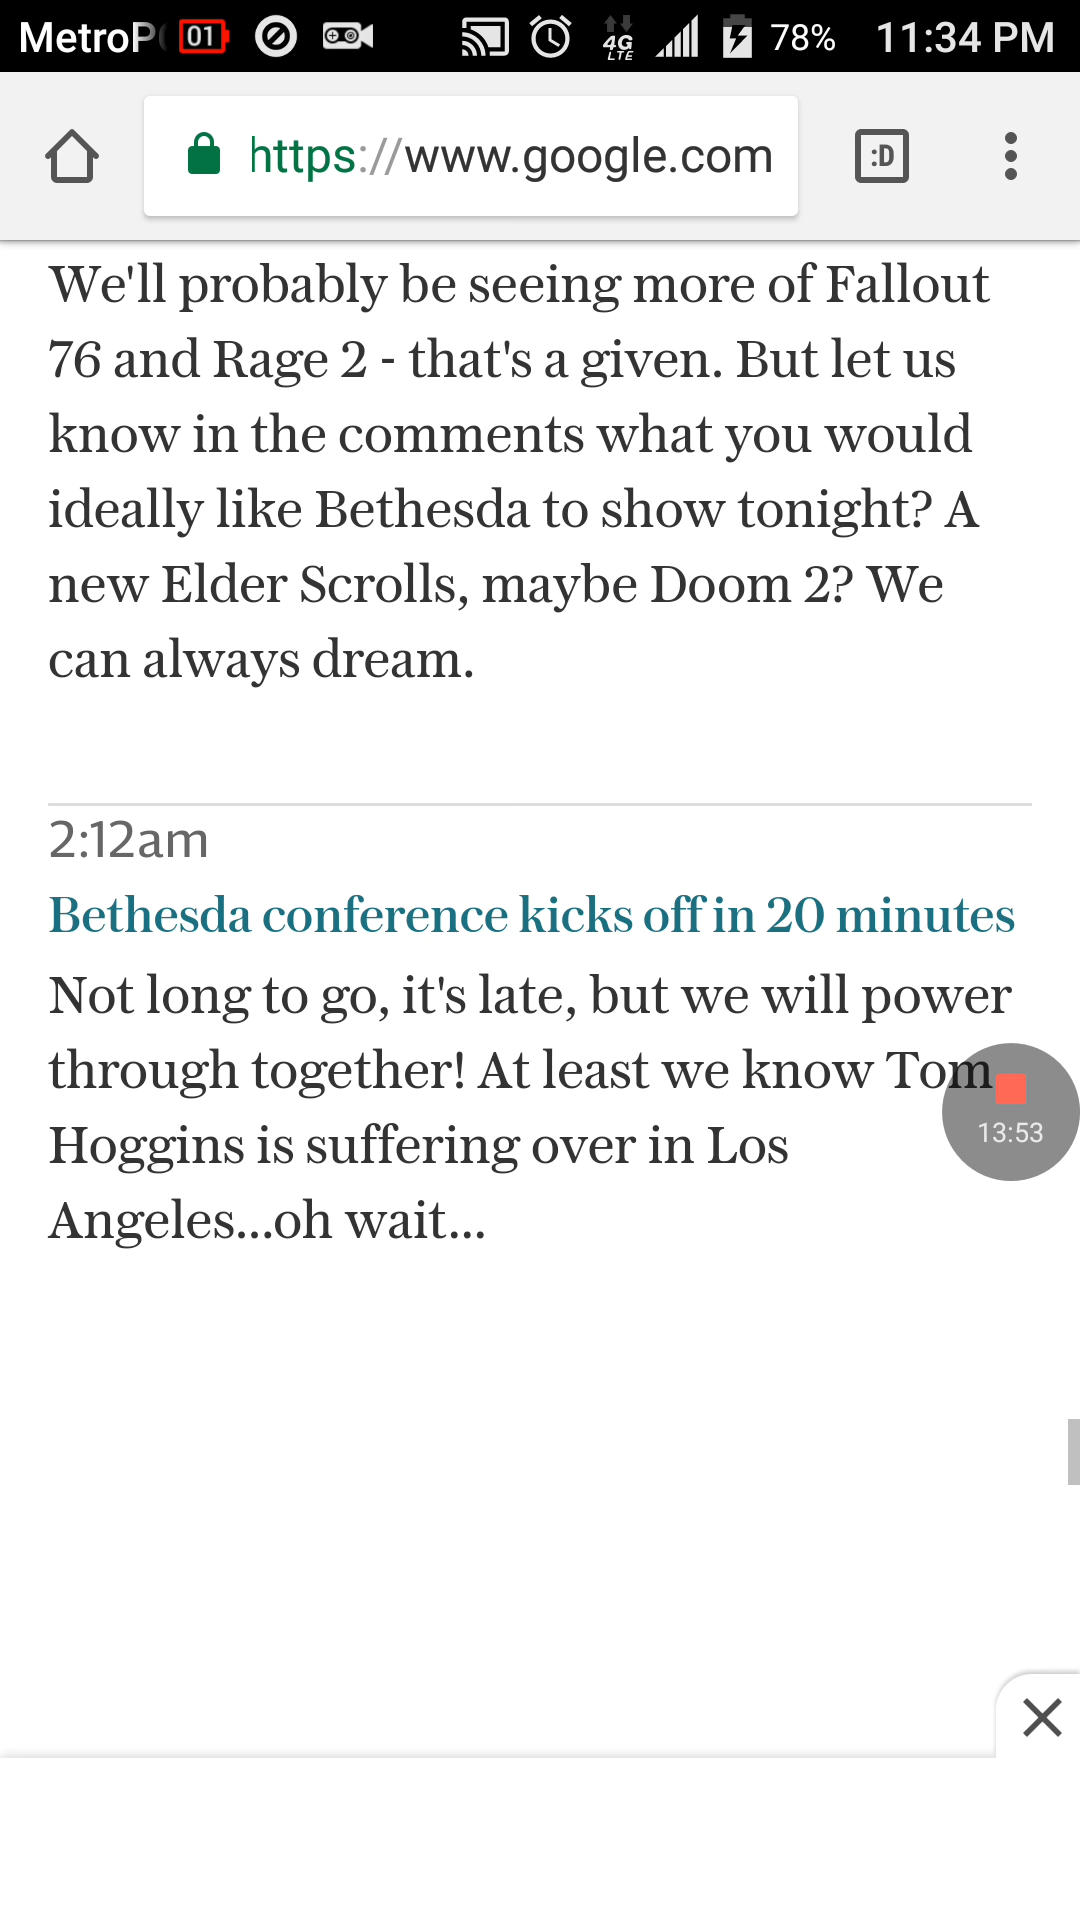 MetroP 01 4G LTE 78% 11:34 PM
https://www.google.com :D
We'll probably be seeing more of Fallout
76 and Rage 2 - that's a given. But let us
know in the comments what you would
ideally like Bethesda to show tonight? A
new Elder Scrolls, maybe Doom 2? We
can always dream.
2:12am
Bethesda conference kicks off in 20 minutes
Not long to go, it's late, but we will power
through together! At least we know Tom
13:53
Hoggins is suffering over in Los
Angeles...oh wait...